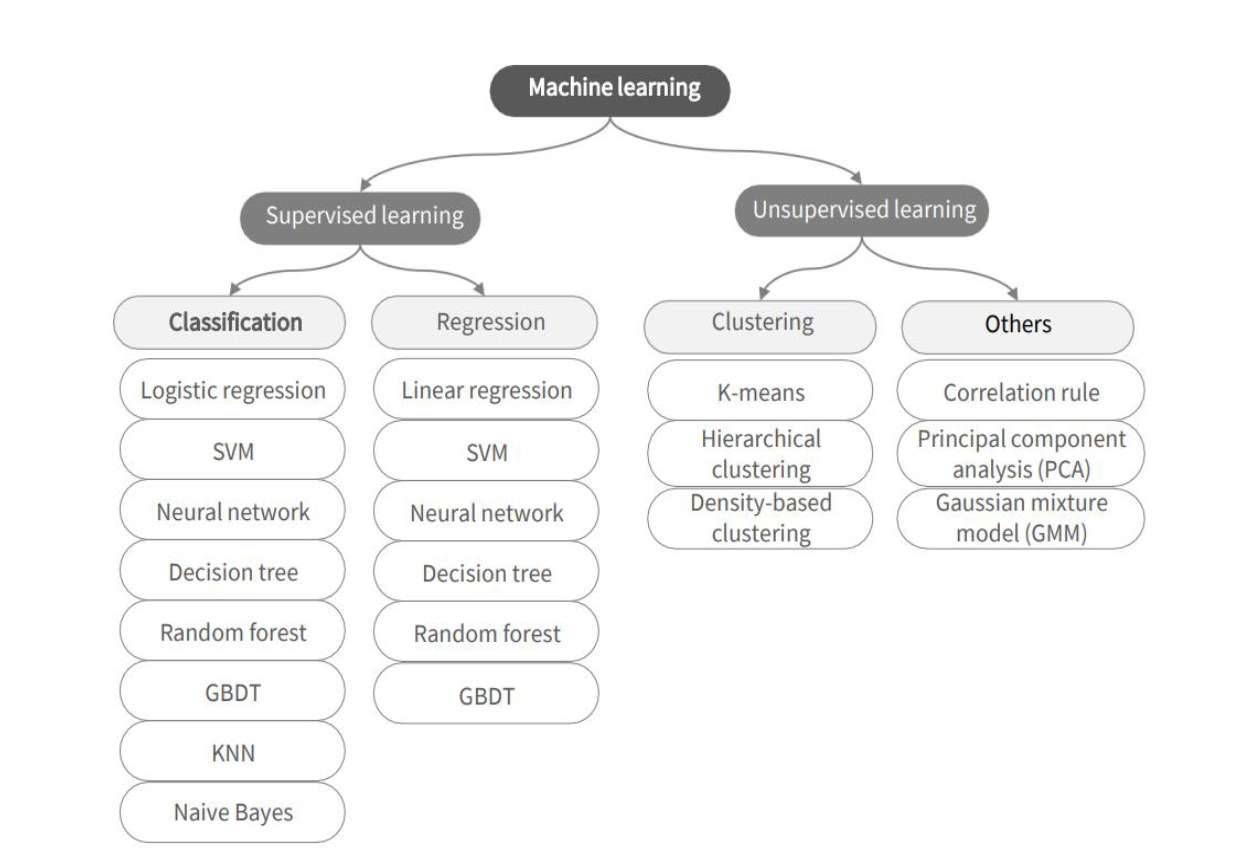 Machine learning
Supervised learning
Unsupervised learning
Classification
Regression
Clustering
Others
Logistic regression
SVM
Neural network
Decision tree
Random forest
GBDT
KNN
Naive Bayes
Linear regression
SVM
Neural network
Decision tree
Random forest
GBDT
K-means
Hierarchical
clustering
Density-based
clustering
Correlation rule
Principal component
analysis (PCA)
Gaussian mixture
model (GMM)